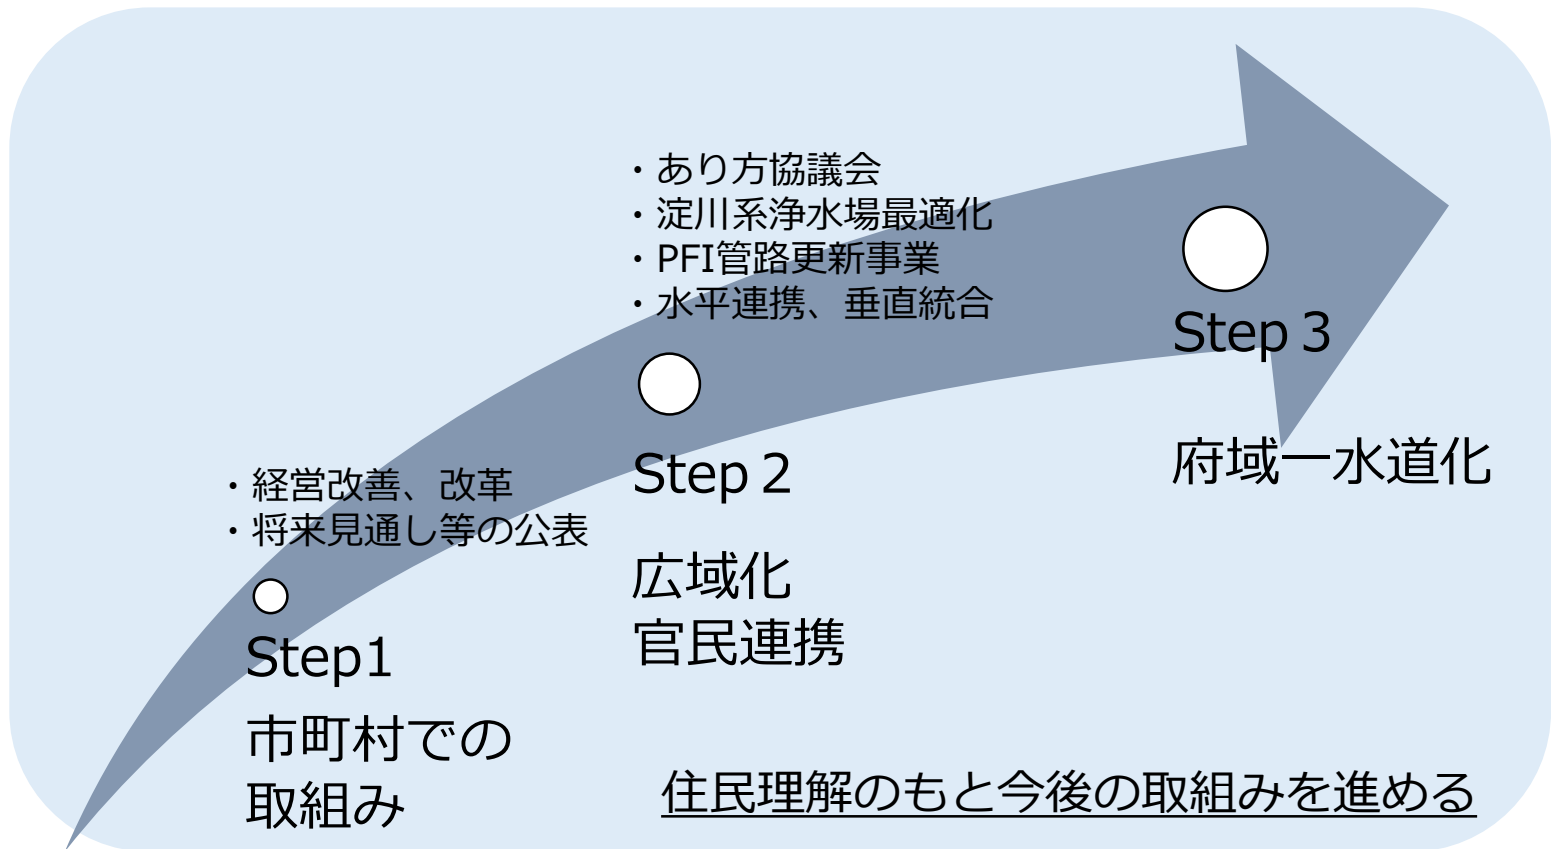 ・あり方協議会
・淀川系浄水場最適化
・PFI管路更新事業
・水平連携、垂直統合
Step 3
府域一水道化
・経営改善、改革
・将来見通し等の公表
Step 2
広域化
官民連携
Step1
市町村での
取組み
住民理解のもと今後の取組みを進める